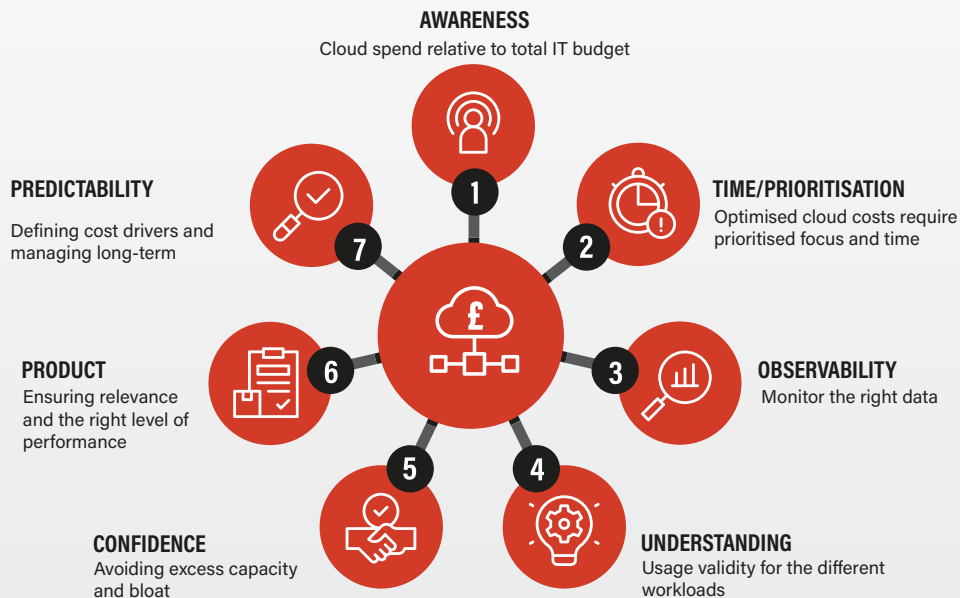 AWARENESS
Cloud spend relative to total IT budget
1
TIME/PRIORITISATION
Optimised cloud costs require
prioritised focus and time
2
OBSERVABILITY
Monitor the right data
3
UNDERSTANDING
Usage validity for the different
workloads
4
CONFIDENCE
Avoiding excess capacity
and bloat
5
PRODUCT
Ensuring relevance
and the right level of
performance
6
PREDICTABILITY
Defining cost drivers and
managing long-term
7
£